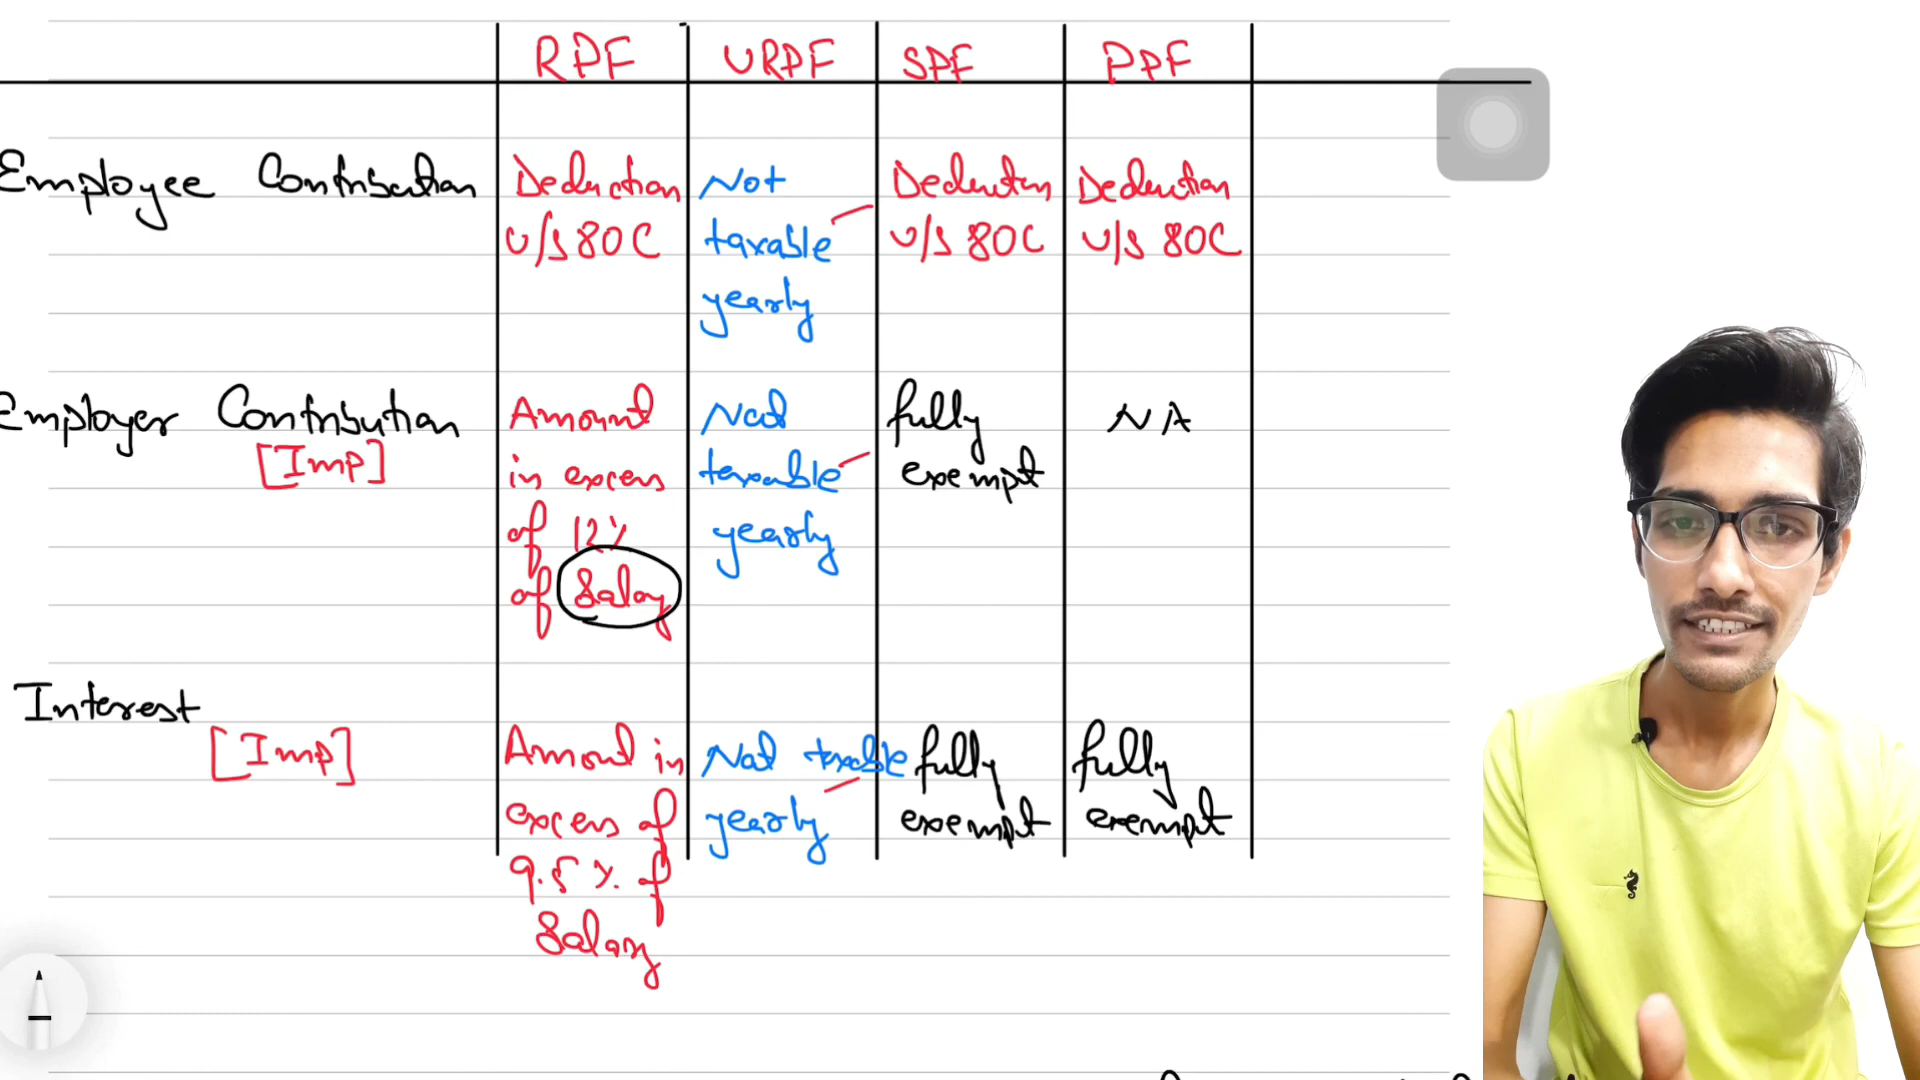 RPF URPF SPF PPF
Employee Contribution
Deduction
u/s 80C
Not
taxable
yearly
Deduction
u/s 80C
Deduction
u/s 80C
Employer Contribution
[Imp]
Amount
in excess
of 12%
of Salary
Not
taxable
yearly
fully
exempt
NA
Interest
[Imp]
Amount in
excess of
9.5% of
Salary
Not taxable
yearly
fully
exempt
fully
exempt